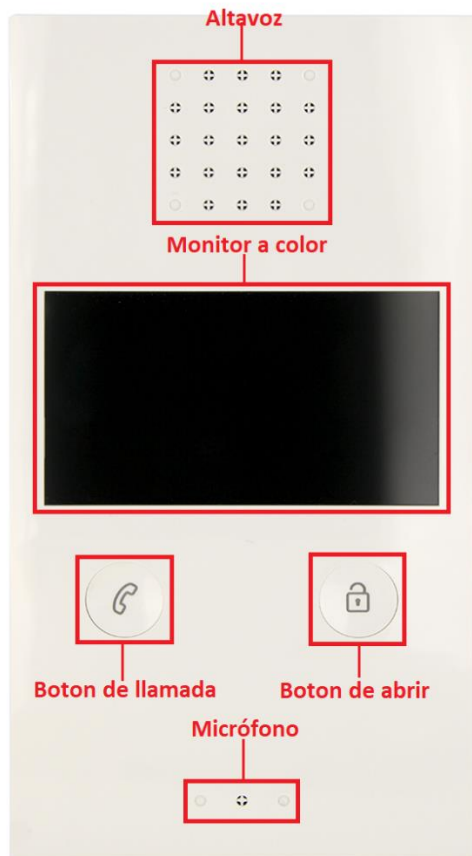 Altavoz
Monitor a color
Boton de llamada
Boton de abrir
Micrófono